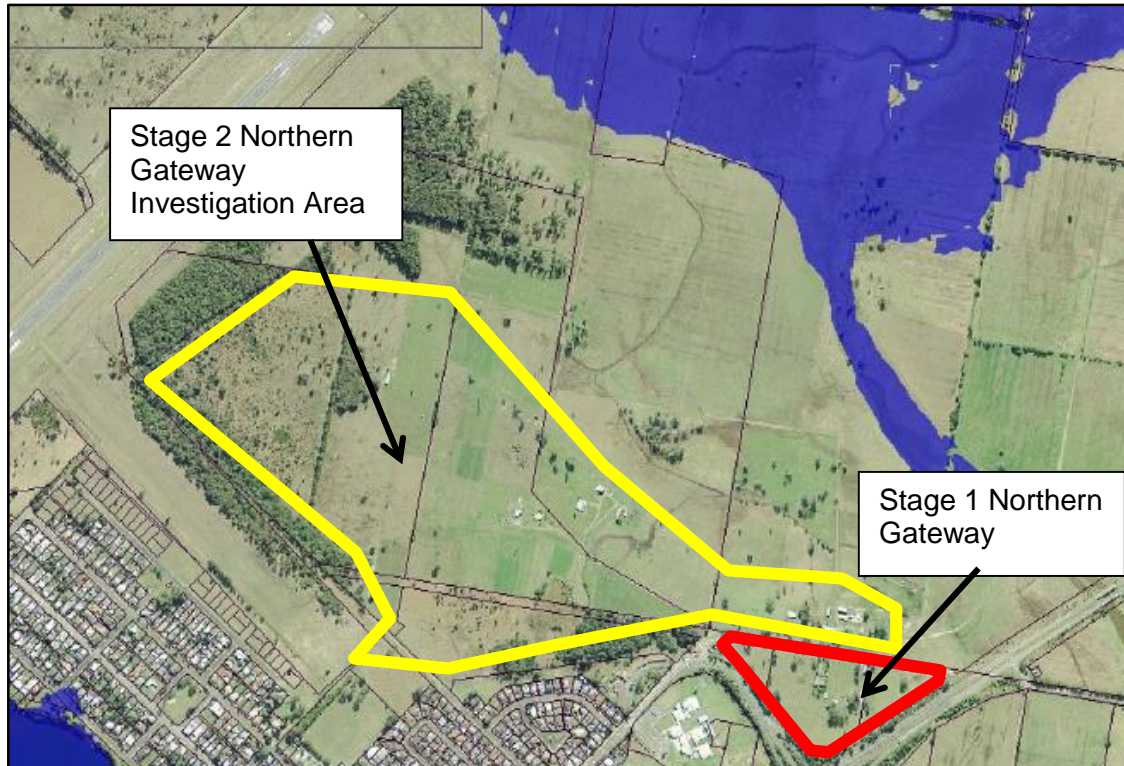 Stage 2 Northern
Gateway
Investigation Area
Stage 1 Northern
Gateway